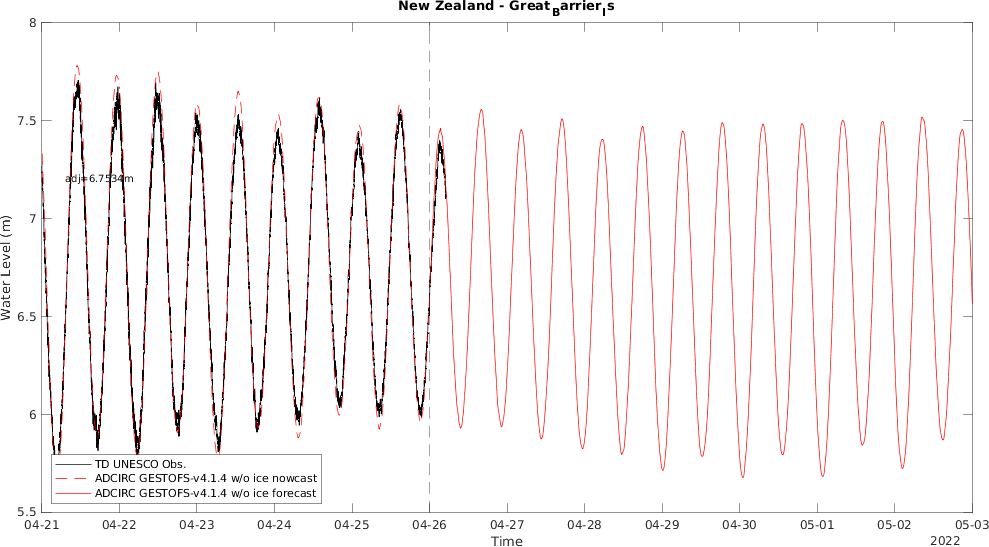 New Zealand - Great_Barrier_Is
8
7.5
7
6.5
6
5.5
Water Level (m)
adj=6.7534m
TD UNESCO Obs.
ADCIRC GESTOFS-v4.1.4 w/o ice nowcast
ADCIRC GESTOFS-v4.1.4 w/o ice forecast
04-21 04-22 04-23 04-24 04-25 04-26 04-27 04-28 04-29 04-30 05-01 05-02 05-03
Time
2022